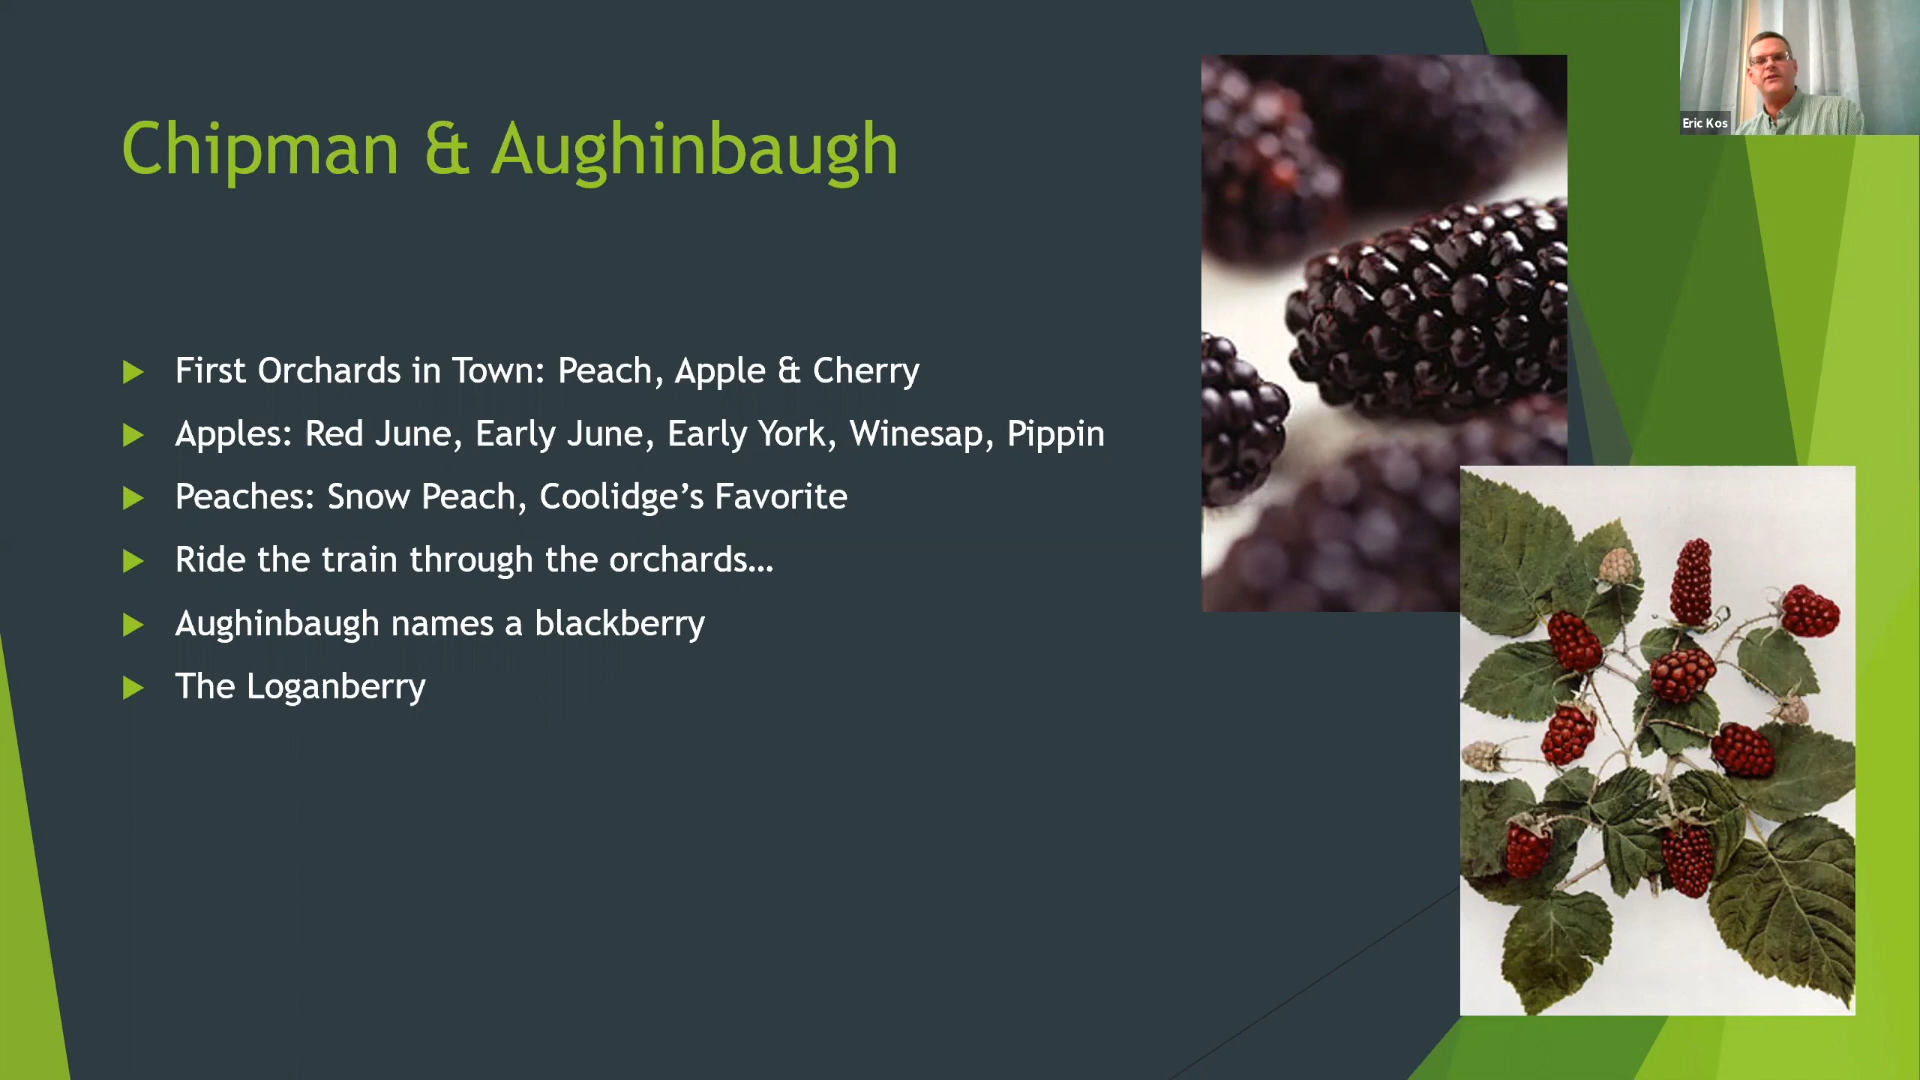 Chipman & Aughinbaugh
First Orchards in Town: Peach, Apple & Cherry
Apples: Red June, Early June, Early York, Winesap, Pippin
Peaches: Snow Peach, Coolidge’s Favorite
Ride the train through the orchards…
Aughinbaugh names a blackberry
The Loganberry
Eric Kos